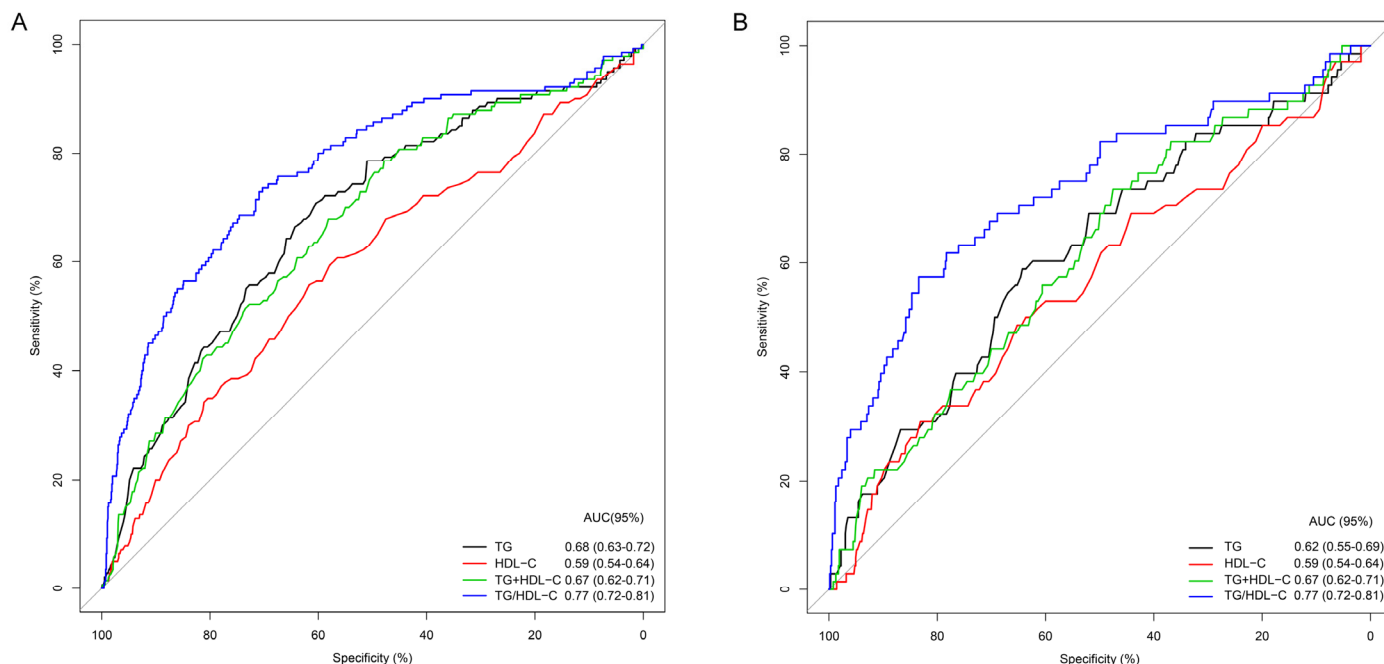 A
100
80
60
40
20
0
Sensitivity (%)
AUC(95%)
TG 0.68 (0.63-0.72)
HDL-C 0.59 (0.54-0.64)
TG+HDL-C 0.67 (0.62-0.71)
TG/HDL-C 0.77 (0.72-0.81)
100 80 60 40 20 0
Specificity (%)
B
100
80
60
40
20
0
Sensitivity (%)
AUC (95%)
TG 0.62 (0.55-0.69)
HDL-C 0.59 (0.54-0.64)
TG+HDL-C 0.67 (0.62-0.71)
TG/HDL-C 0.77 (0.72-0.81)
100 80 60 40 20 0
Specificity (%)